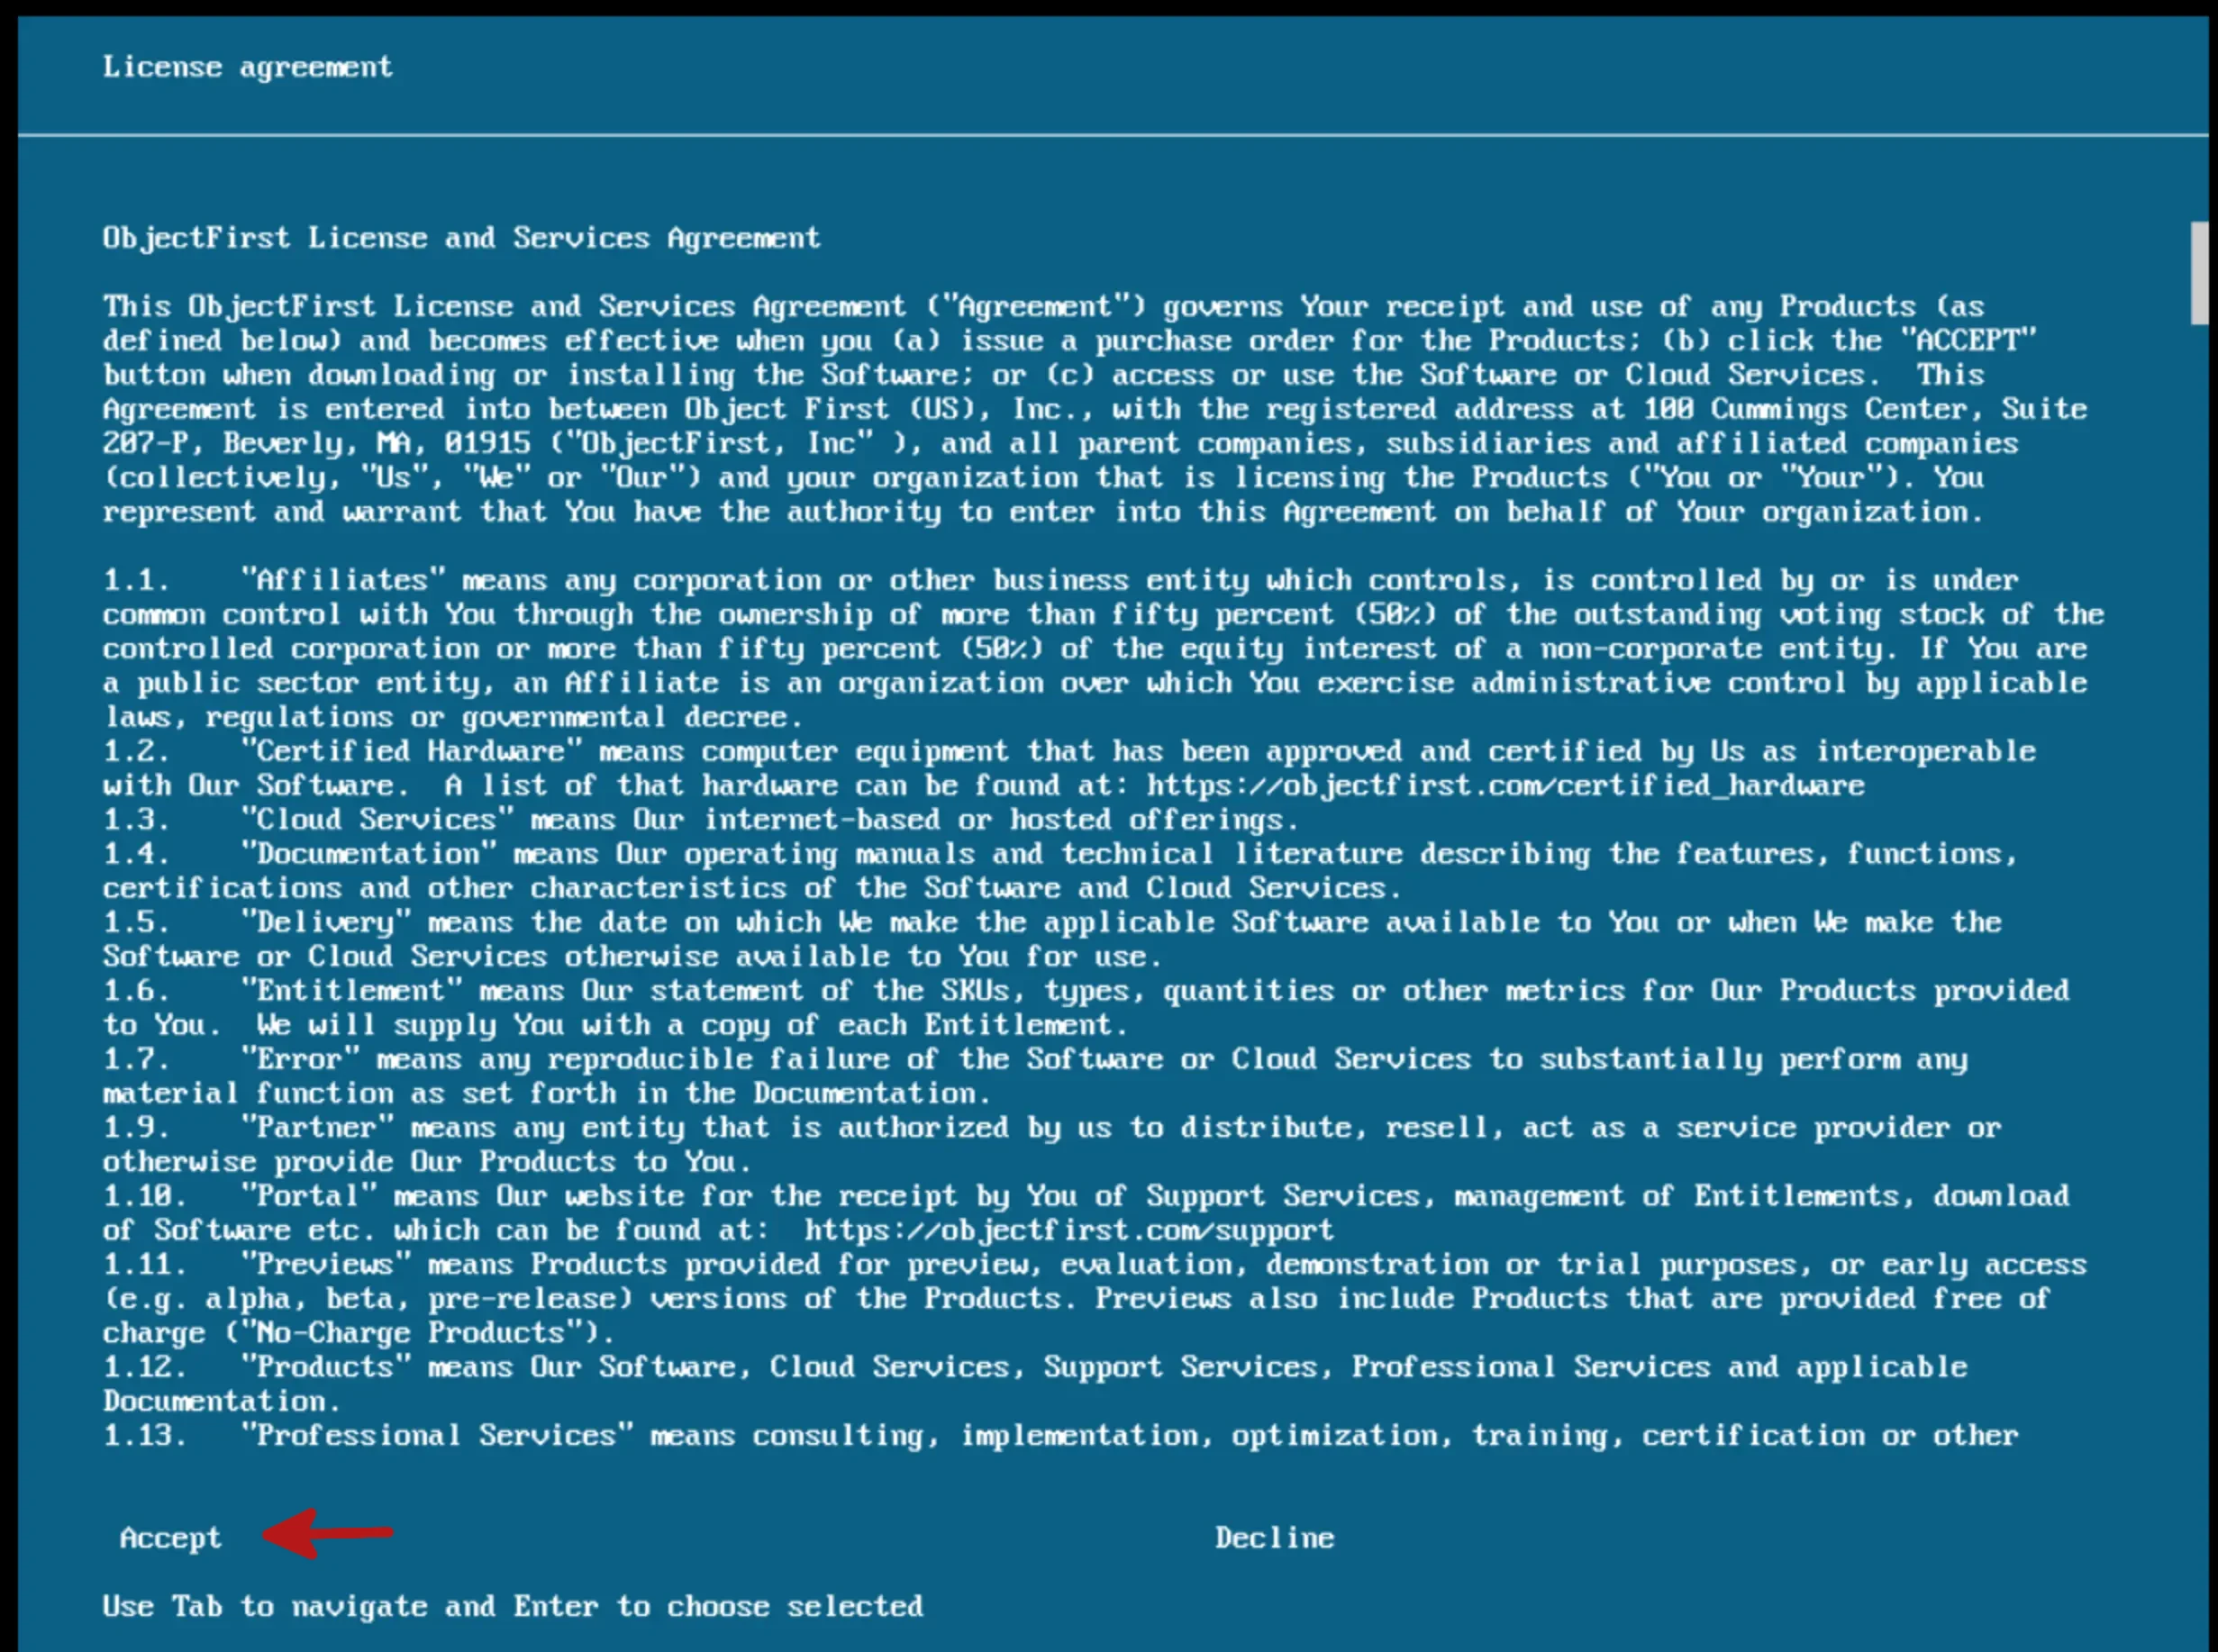 License agreement
ObjectFirst License and Services Agreement
This ObjectFirst License and Services Agreement ("Agreement") governs Your receipt and use of any Products (as
defined below) and becomes effective when you (a) issue a purchase order for the Products; (b) click the "ACCEPT"
button when downloading or installing the Software; or (c) access or use the Software or Cloud Services.  This
Agreement is entered into between Object First (US), Inc., with the registered address at 100 Cummings Center, Suite
207-P, Beverly, MA, 01915 ("ObjectFirst, Inc" ), and all parent companies, subsidiaries and affiliated companies
(collectively, "Us", "We" or "Our") and your organization that is licensing the Products ("You or "Your"). You
represent and warrant that You have the authority to enter into this Agreement on behalf of Your organization.
1.1.    "Affiliates" means any corporation or other business entity which controls, is controlled by or is under
common control with You through the ownership of more than fifty percent (50%) of the outstanding voting stock of the
controlled corporation or more than fifty percent (50%) of the equity interest of a non-corporate entity. If You are
a public sector entity, an Affiliate is an organization over which You exercise administrative control by applicable
laws, regulations or governmental decree.
1.2.    "Certified Hardware" means computer equipment that has been approved and certified by Us as interoperable
with Our Software.  A list of that hardware can be found at: https://objectfirst.com/certified_hardware
1.3.    "Cloud Services" means Our internet-based or hosted offerings.
1.4.    "Documentation" means Our operating manuals and technical literature describing the features, functions,
certifications and other characteristics of the Software and Cloud Services.
1.5.    "Delivery" means the date on which We make the applicable Software available to You or when We make the
Software or Cloud Services otherwise available to You for use.
1.6.    "Entitlement" means Our statement of the SKUs, types, quantities or other metrics for Our Products provided
to You.  We will supply You with a copy of each Entitlement.
1.7.    "Error" means any reproducible failure of the Software or Cloud Services to substantially perform any
material function as set forth in the Documentation.
1.9.    "Partner" means any entity that is authorized by us to distribute, resell, act as a service provider or
otherwise provide Our Products to You.
1.10.   "Portal" means Our website for the receipt by You of Support Services, management of Entitlements, download
of Software etc. which can be found at:  https://objectfirst.com/support
1.11.   "Previews" means Products provided for preview, evaluation, demonstration or trial purposes, or early access
(e.g. alpha, beta, pre-release) versions of the Products. Previews also include Products that are provided free of
charge ("No-Charge Products").
1.12.   "Products" means Our Software, Cloud Services, Support Services, Professional Services and applicable
Documentation.
1.13.   "Professional Services" means consulting, implementation, optimization, training, certification or other
Accept Decline
Use Tab to navigate and Enter to choose selected